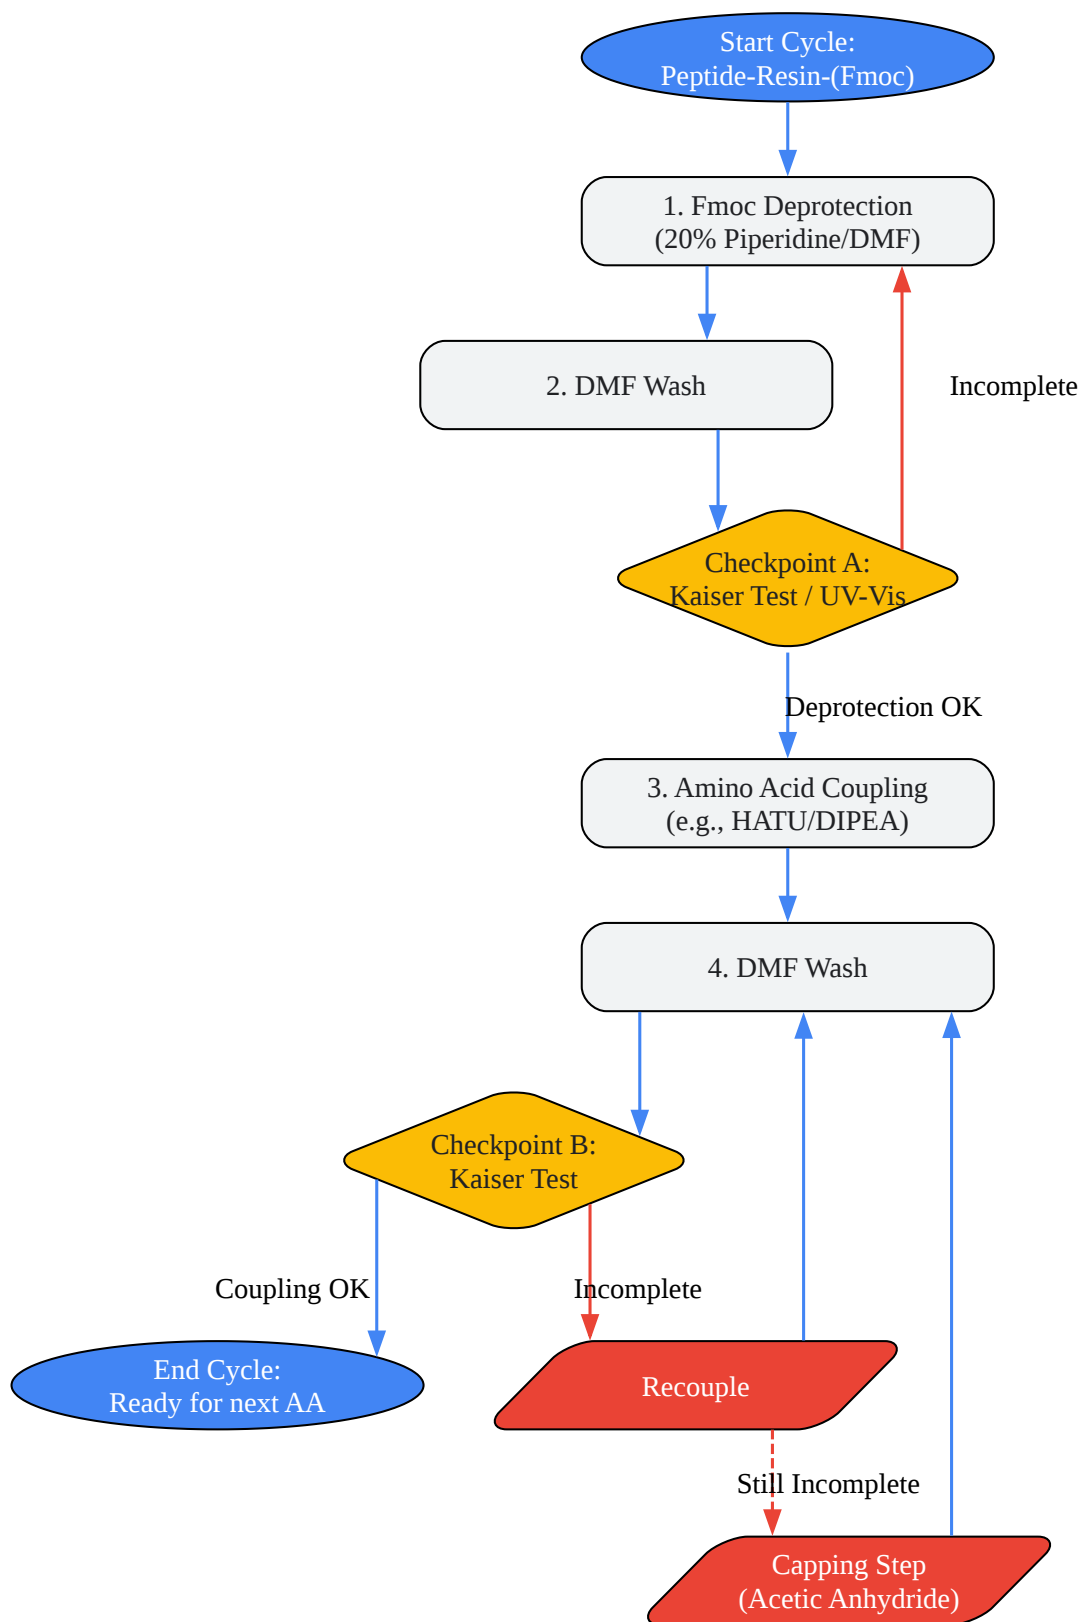 Start Cycle:
Peptide-Resin-(Fmoc)
1. Fmoc Deprotection
(20% Piperidine/DMF)
2. DMF Wash
Incomplete
Checkpoint A:
Kaiser Test / UV-Vis
Deprotection OK
3. Amino Acid Coupling
(e.g., HATU/DIPEA)
4. DMF Wash
Checkpoint B:
Kaiser Test
Coupling OK
Incomplete
End Cycle:
Ready for next AA
Recouple
Still Incomplete
Capping Step
(Acetic Anhydride)